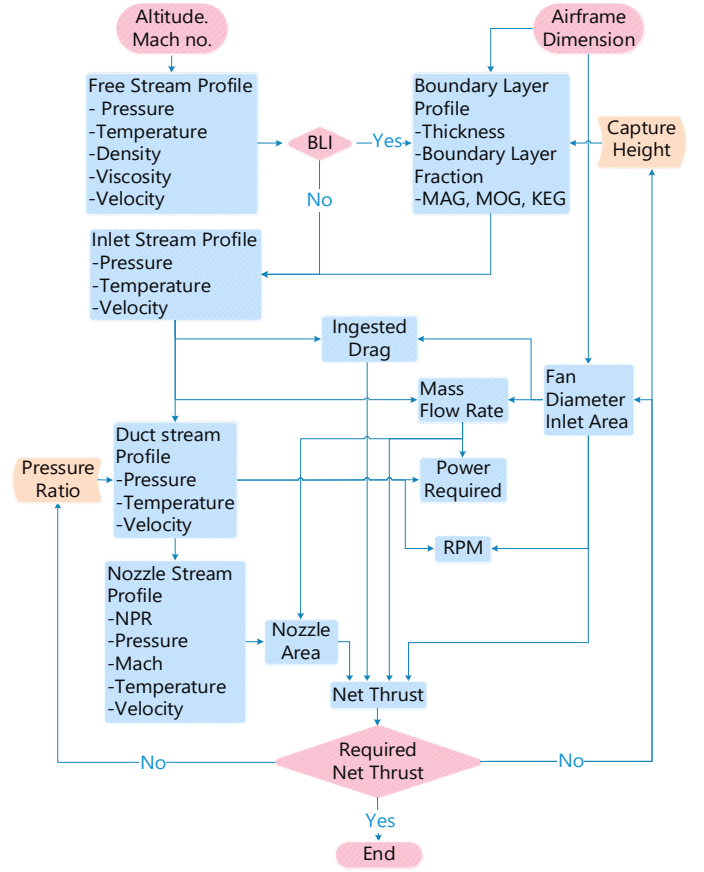 Altitude.
Mach no.
Airframe
Dimension
Free Stream Profile
- Pressure
-Temperature
-Density
-Viscosity
-Velocity
BLI
Yes
No
Boundary Layer
Profile
-Thickness
-Boundary Layer
Fraction
-MAG, MOG, KEG
Capture
Height
Inlet Stream Profile
-Pressure
-Temperature
-Velocity
Ingested
Drag
Mass
Flow Rate
Fan
Diameter
Inlet Area
Duct stream
Profile
-Pressure
-Temperature
-Velocity
Pressure
Ratio
Power
Required
RPM
Nozzle Stream
Profile
-NPR
-Pressure
-Mach
-Temperature
-Velocity
Nozzle
Area
Net Thrust
Required
Net Thrust
No
No
Yes
End